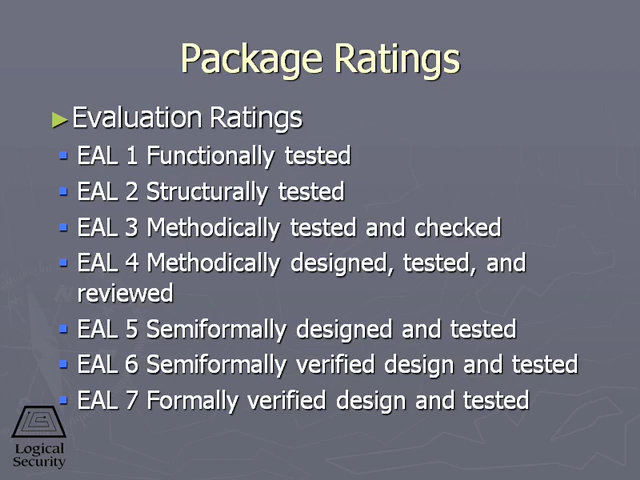 Package Ratings
►Evaluation Ratings
▪ EAL 1 Functionally tested
▪ EAL 2 Structurally tested
▪ EAL 3 Methodically tested and checked
▪ EAL 4 Methodically designed, tested, and
reviewed
▪ EAL 5 Semiformally designed and tested
▪ EAL 6 Semiformally verified design and tested
▪ EAL 7 Formally verified design and tested
Logical
Security